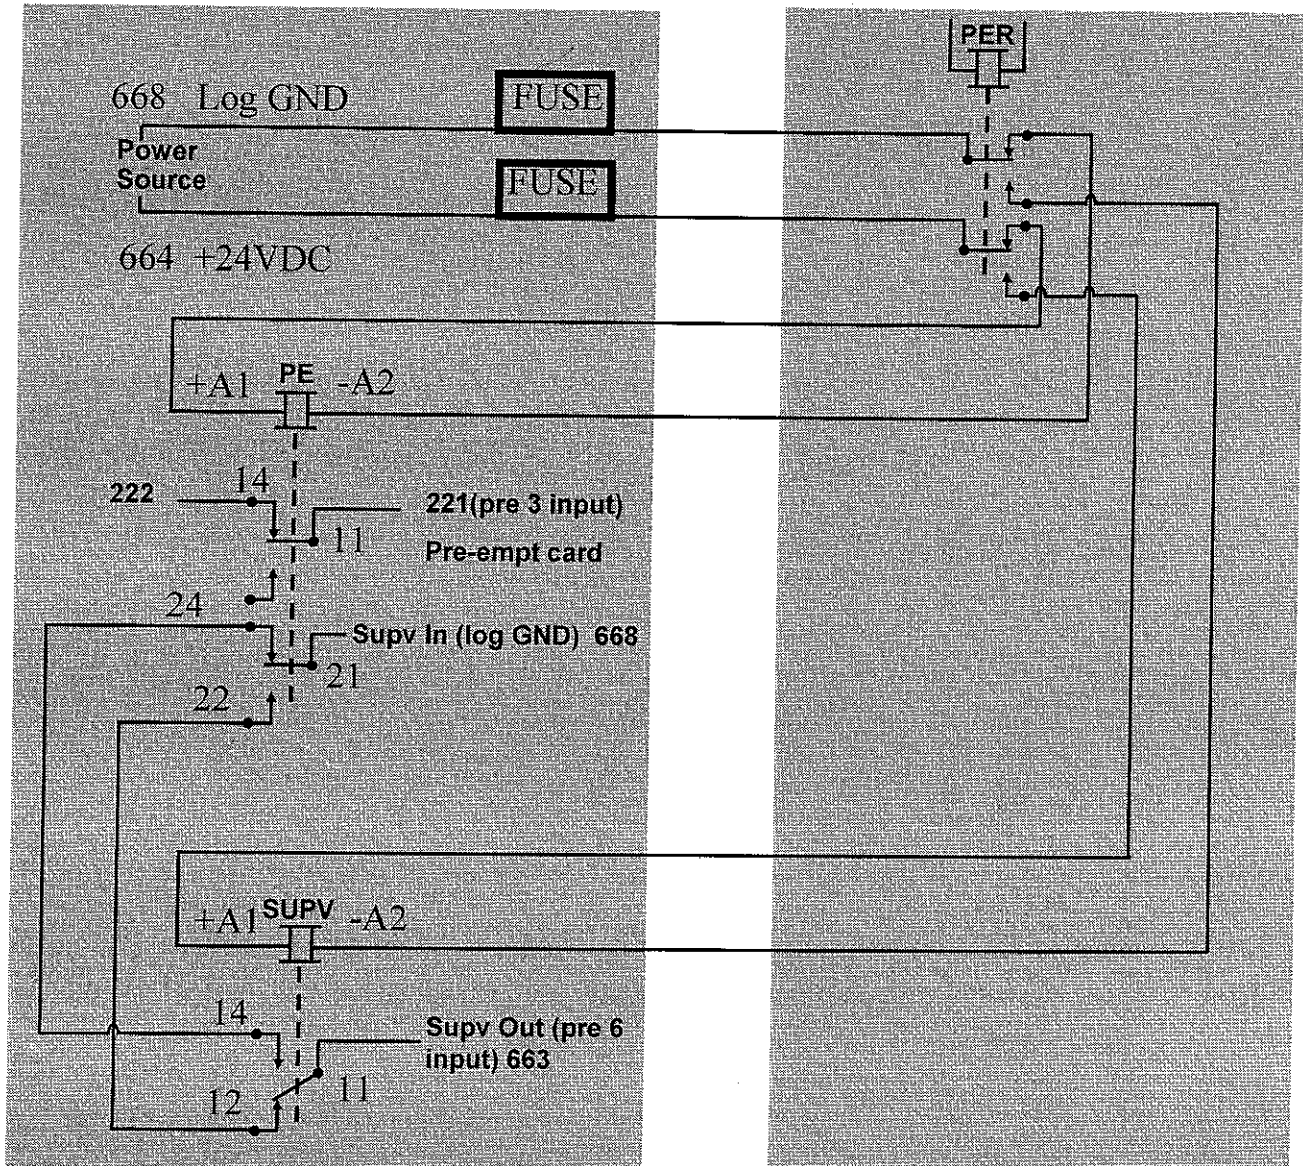 PER
668 Log GND
FUSE
Power
Source
FUSE
664 +24VDC
+A1 PE -A2
14
222
221(pre 3 input)
11
Pre-empt card
24
Supv In (log GND) 668
21
22
+A1 SUPV -A2
14
Supv Out (pre 6
input) 663
11
12